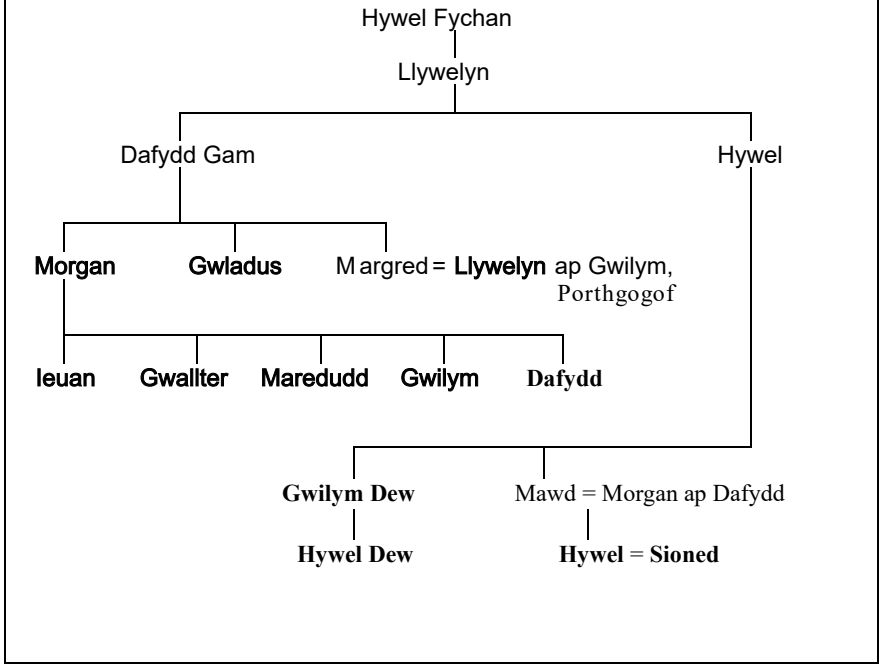 Hywel Fychan
Llywelyn
Dafydd Gam Hywel
Morgan Gwladus Margred = Llywelyn ap Gwilym,
Porthgogof
Ieuan Gwallter Maredudd Gwilym Dafydd
Gwilym Dew Mawd = Morgan ap Dafydd
Hywel Dew Hywel = Sioned